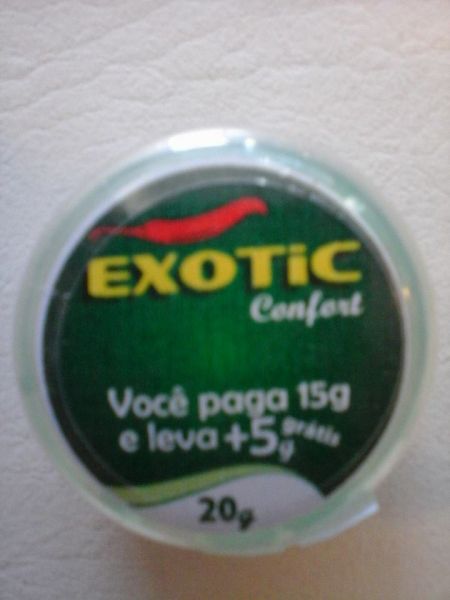 EXOTiC
Confort
Você paga 15g
e leva +5g grátis
20g